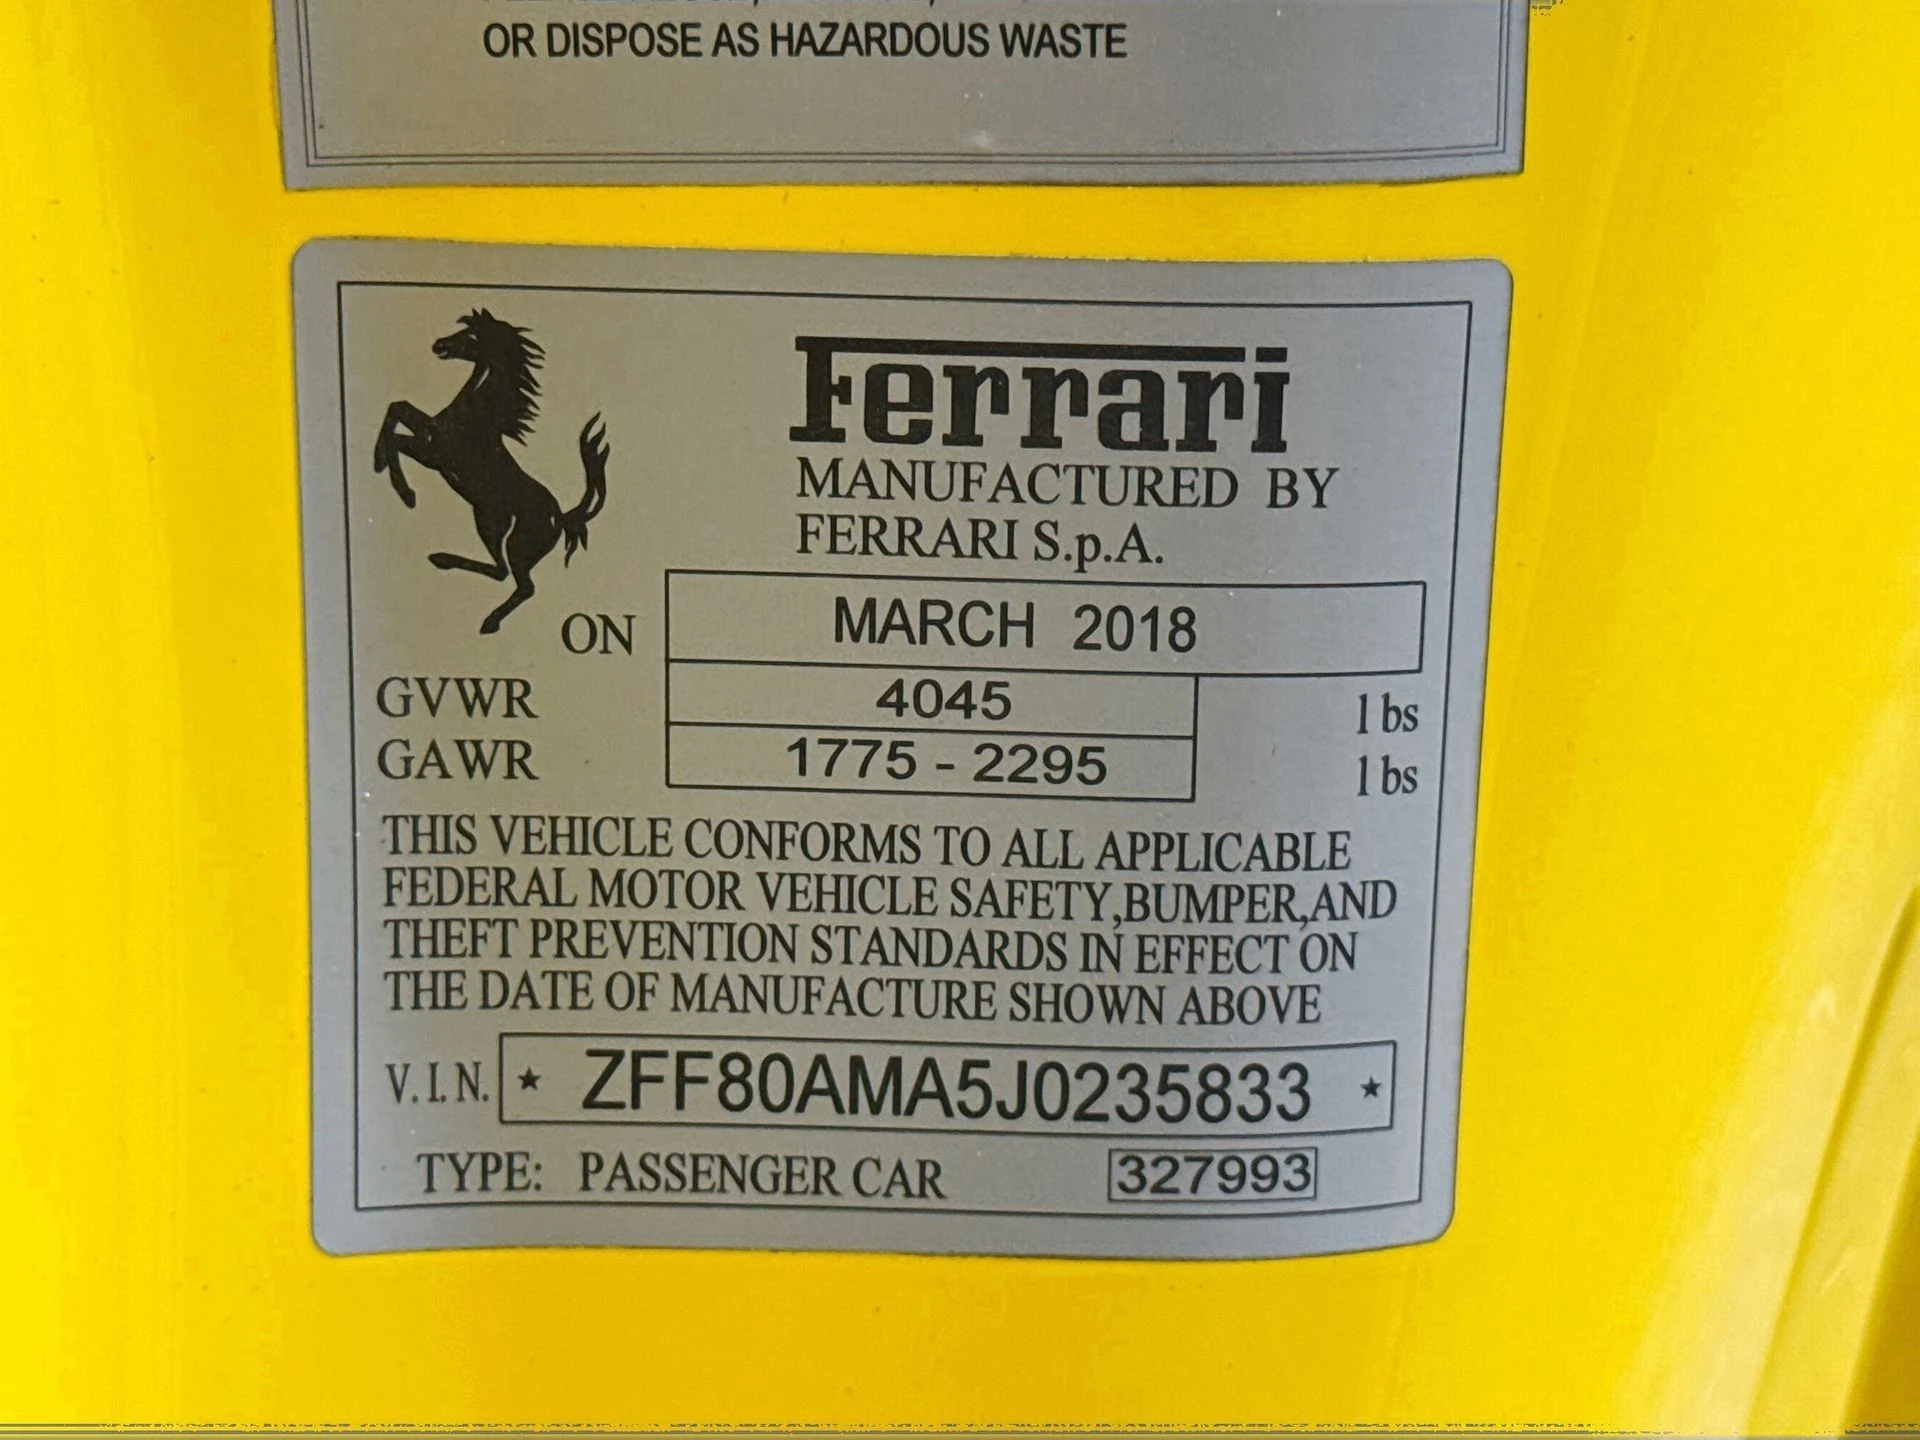 OR DISPOSE AS HAZARDOUS WASTE
Ferrari
MANUFACTURED BY
FERRARI S.p.A.
ON MARCH 2018
GVWR 4045 lbs
GAWR 1775 - 2295 lbs
THIS VEHICLE CONFORMS TO ALL APPLICABLE
FEDERAL MOTOR VEHICLE SAFETY,BUMPER,AND
THEFT PREVENTION STANDARDS IN EFFECT ON
THE DATE OF MANUFACTURE SHOWN ABOVE
V.I.N. ★ ZFF80AMA5J0235833 ★
TYPE: PASSENGER CAR 327993